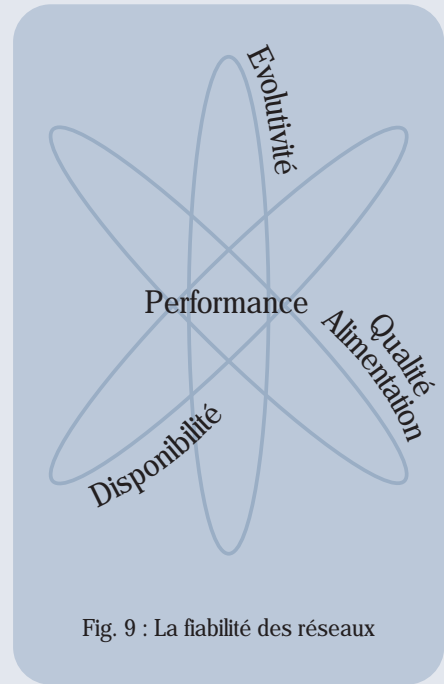 Evolutivité
Performance
Qualité
Alimentation
Disponibilité
Fig. 9 : La fiabilité des réseaux